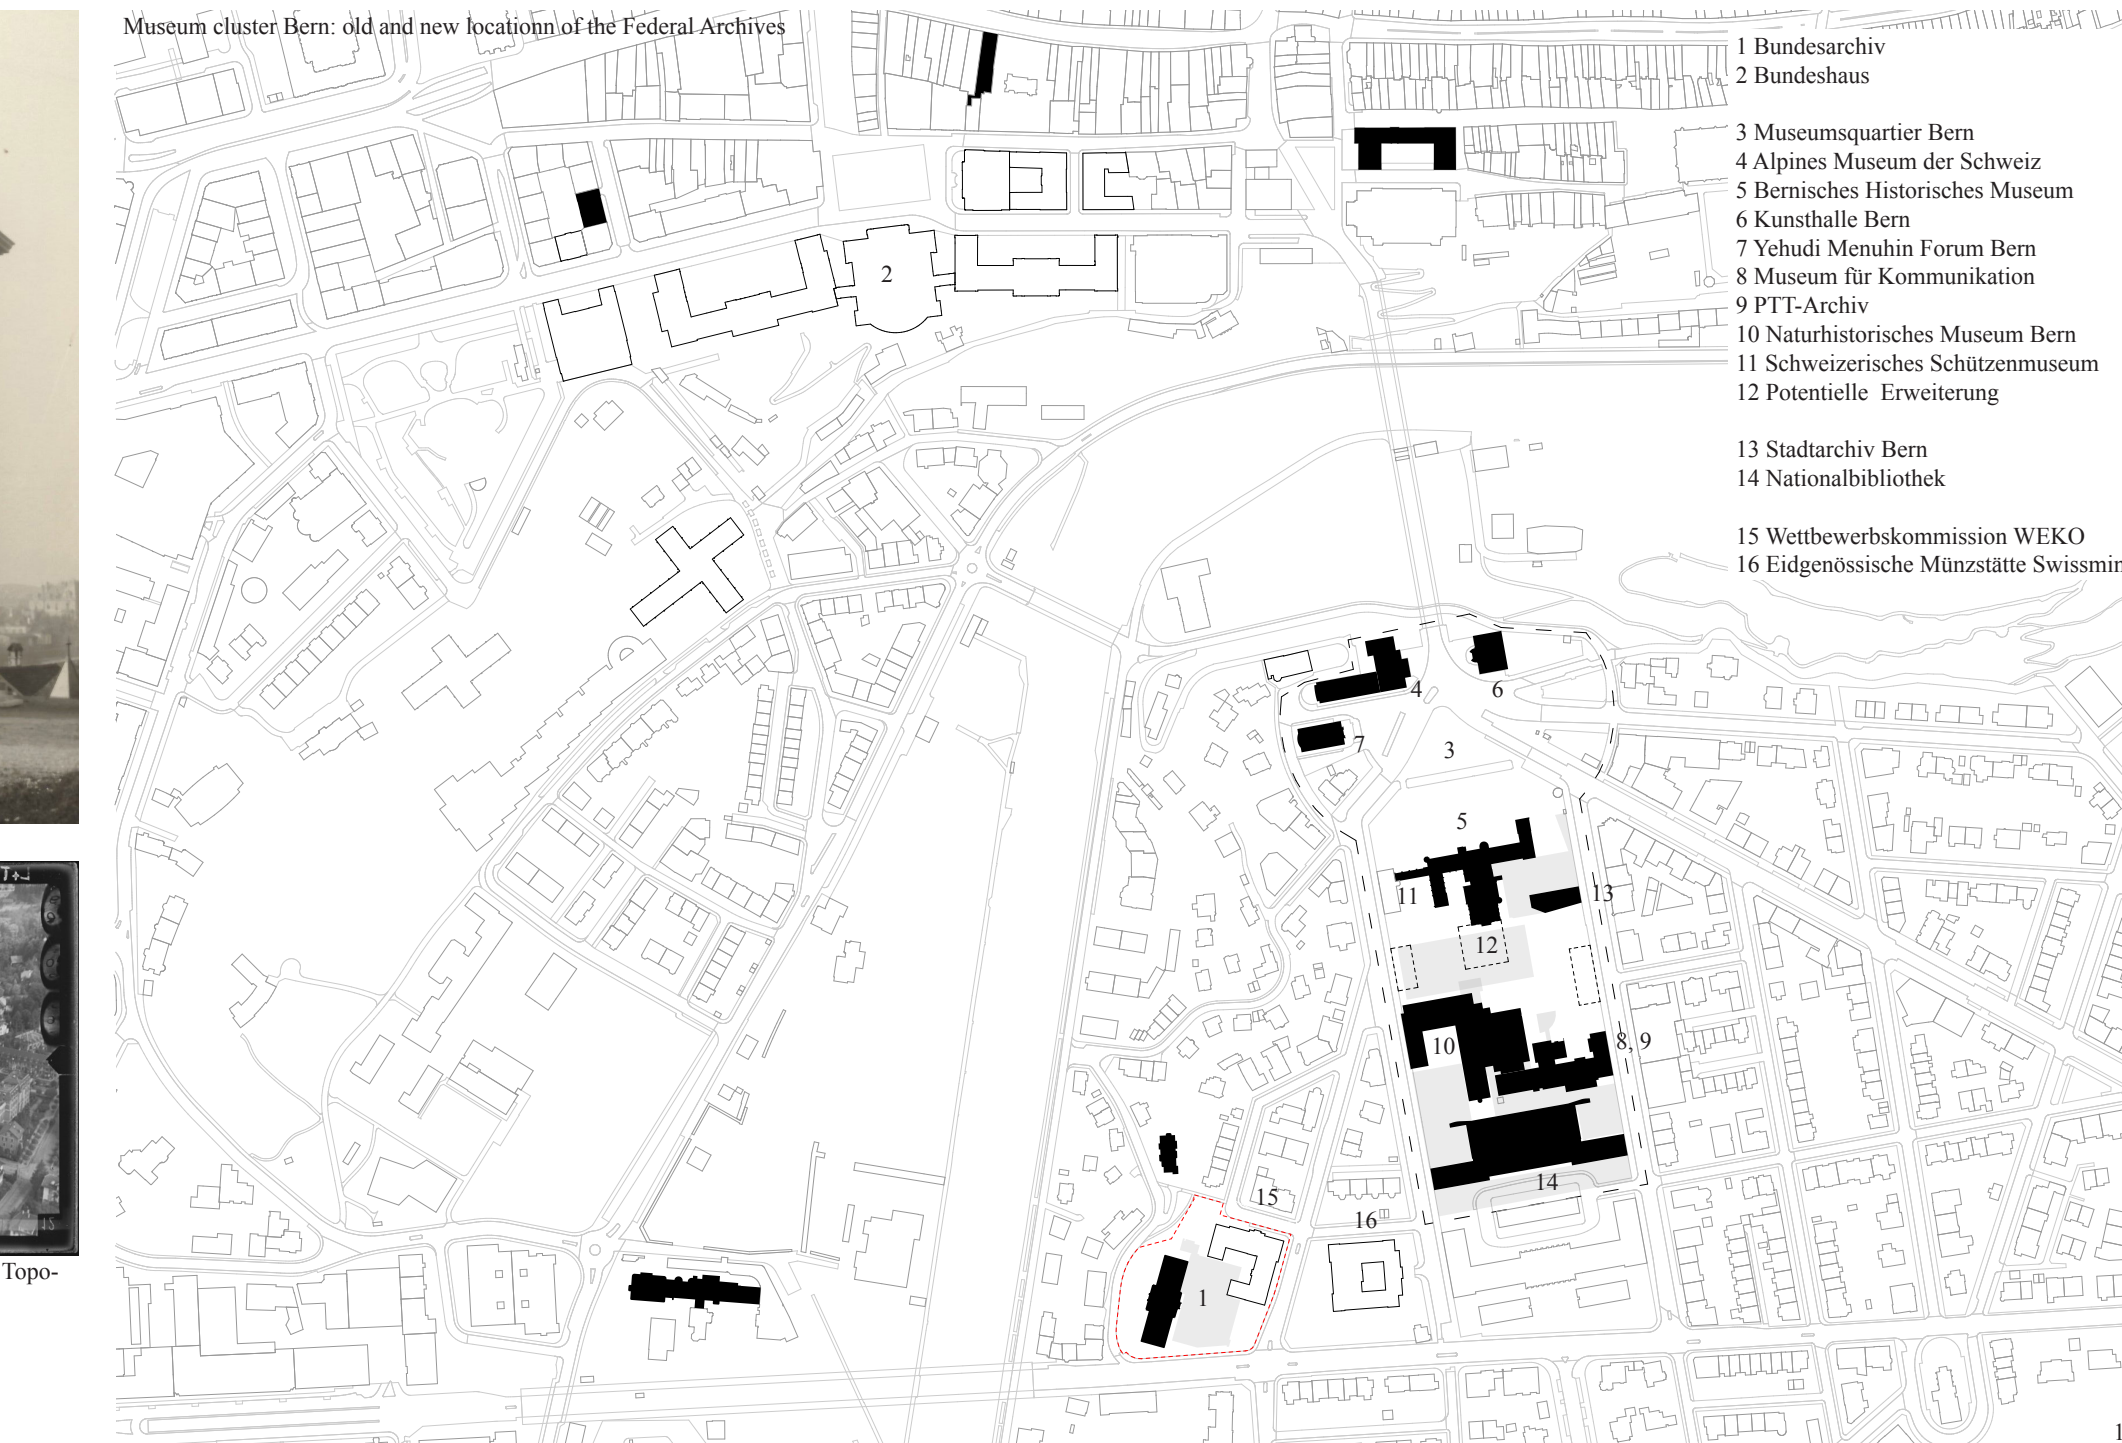 Museum cluster Bern: old and new locationn of the Federal Archives
1 Bundesarchiv
2 Bundeshaus
3 Museumsquartier Bern
4 Alpines Museum der Schweiz
5 Bernisches Historisches Museum
6 Kunsthalle Bern
7 Yehudi Menuhin Forum Bern
8 Museum für Kommunikation
9 PTT-Archiv
10 Naturhistorisches Museum Bern
11 Schweizerisches Schützenmuseum
12 Potentielle Erweiterung
13 Stadtarchiv Bern
14 Nationalbibliothek
15 Wettbewerbskommission WEKO
16 Eidgenössische Münzstätte Swissmin
2
4
6
7
3
5
11
13
12
10
8, 9
14
15
16
1
Topo-
1